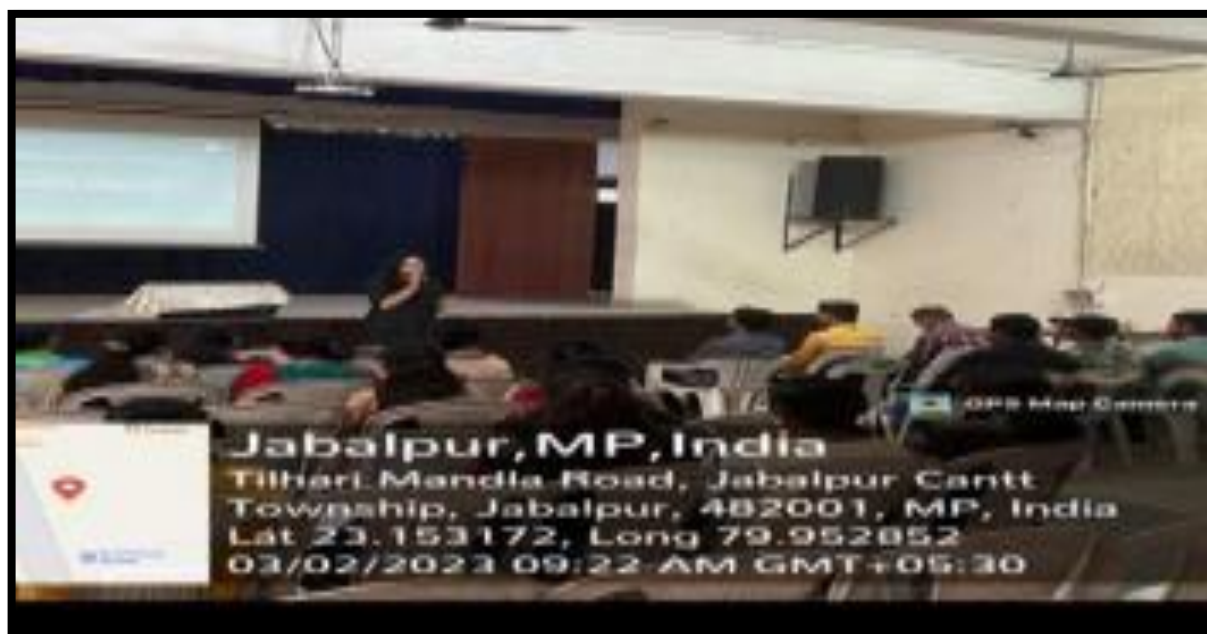 GPS Map Camera
Jabalpur,MP,India
Tilhari Mandla Road, Jabalpur Cantt
Township, Jabalpur, 482001, MP, India
Lat 23.153172, Long 79.952852
03/02/2023 09:22 AM GMT+05:30